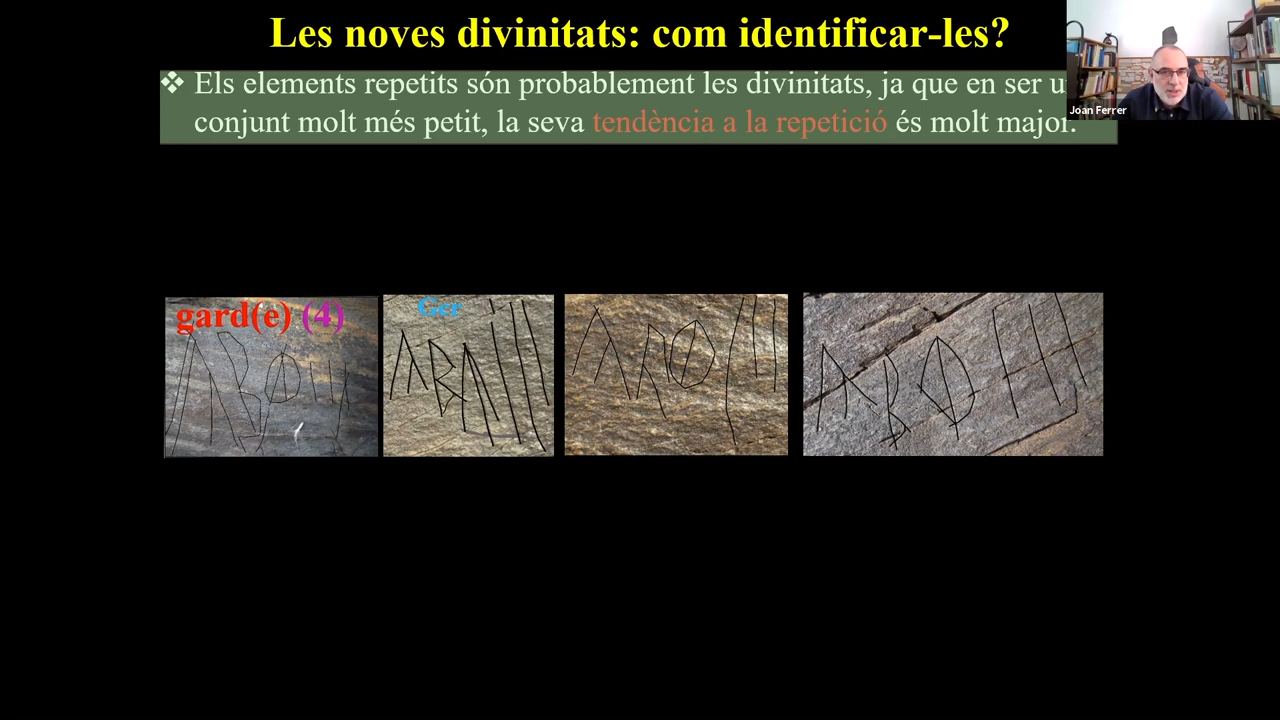 Les noves divinitats: com identificar-les?
❖ Els elements repetits són probablement les divinitats, ja que en ser
conjunt molt més petit, la seva tendència a la repetició és molt major.
Joan Ferrer
gard(e) (4)
Ger